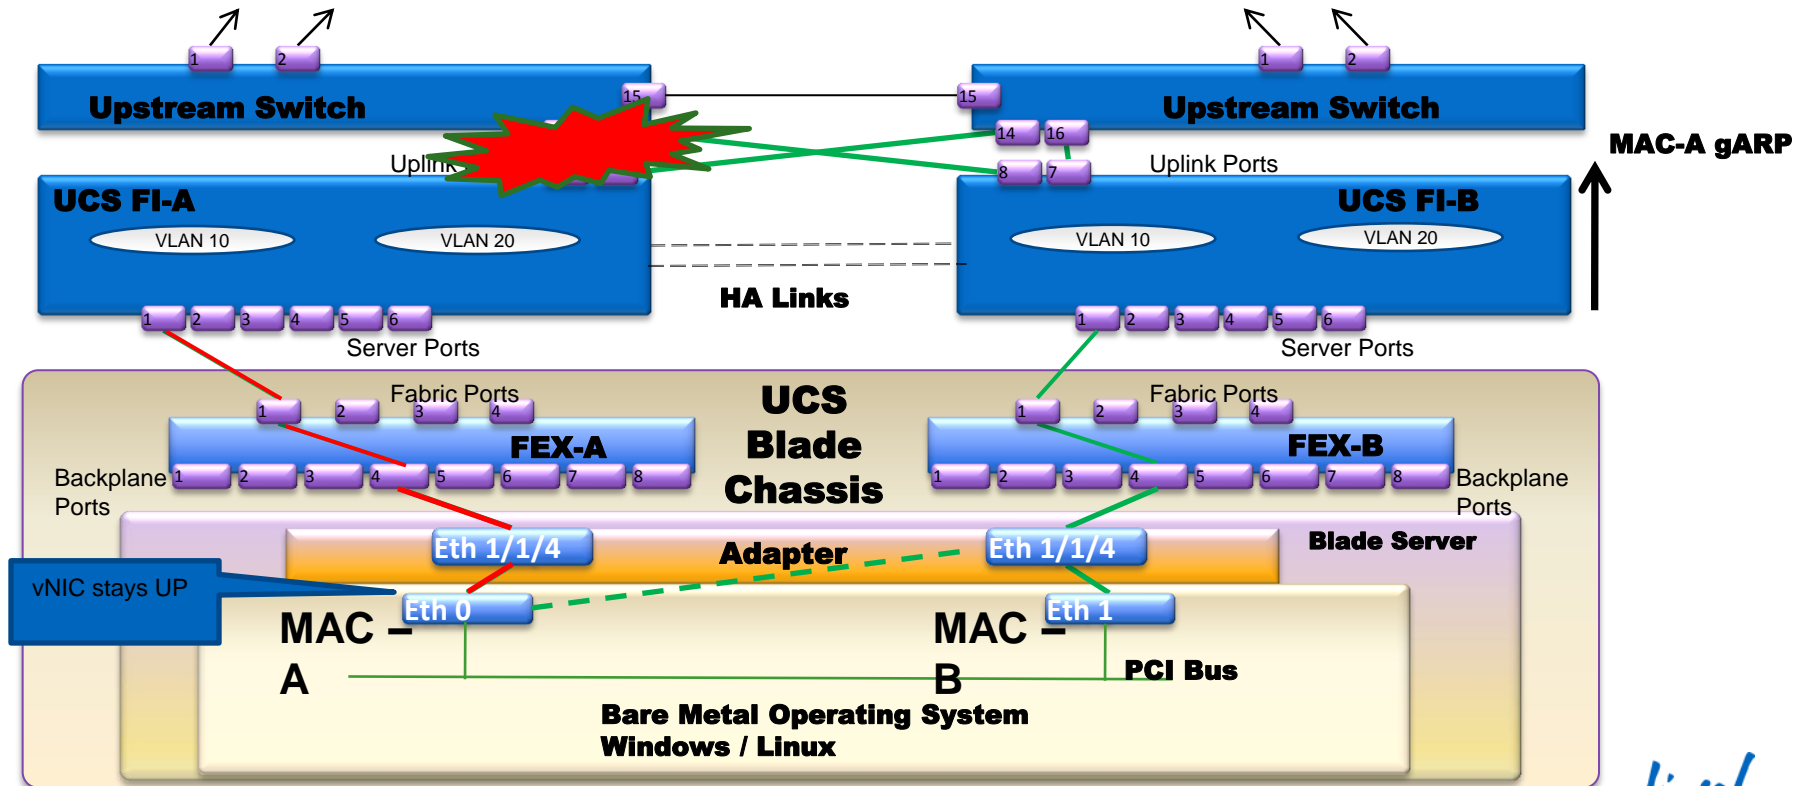 1
2
1
2
Upstream Switch
15
15
Upstream Switch
14
16
MAC-A gARP
Uplink
8
7
Uplink Ports
UCS FI-A
UCS FI-B
VLAN 10
VLAN 20
VLAN 10
VLAN 20
HA Links
1
2
3
4
5
6
1
2
3
4
5
6
Server Ports
Server Ports
Fabric Ports
UCS
Blade
Chassis
Fabric Ports
1
2
3
4
1
2
3
4
FEX-A
FEX-B
Backplane
Ports
1
2
3
4
5
6
7
8
1
2
3
4
5
6
7
8
Backplane
Ports
Eth 1/1/4
Adapter
Eth 1/1/4
Blade Server
vNIC stays UP
Eth 0
Eth 1
MAC –
A
MAC –
B
PCI Bus
Bare Metal Operating System
Windows / Linux